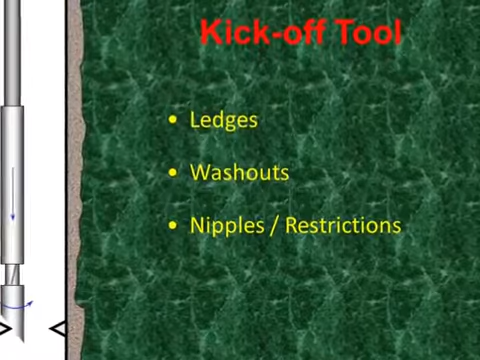 Kick-off Tool
• Ledges
• Washouts
• Nipples / Restrictions